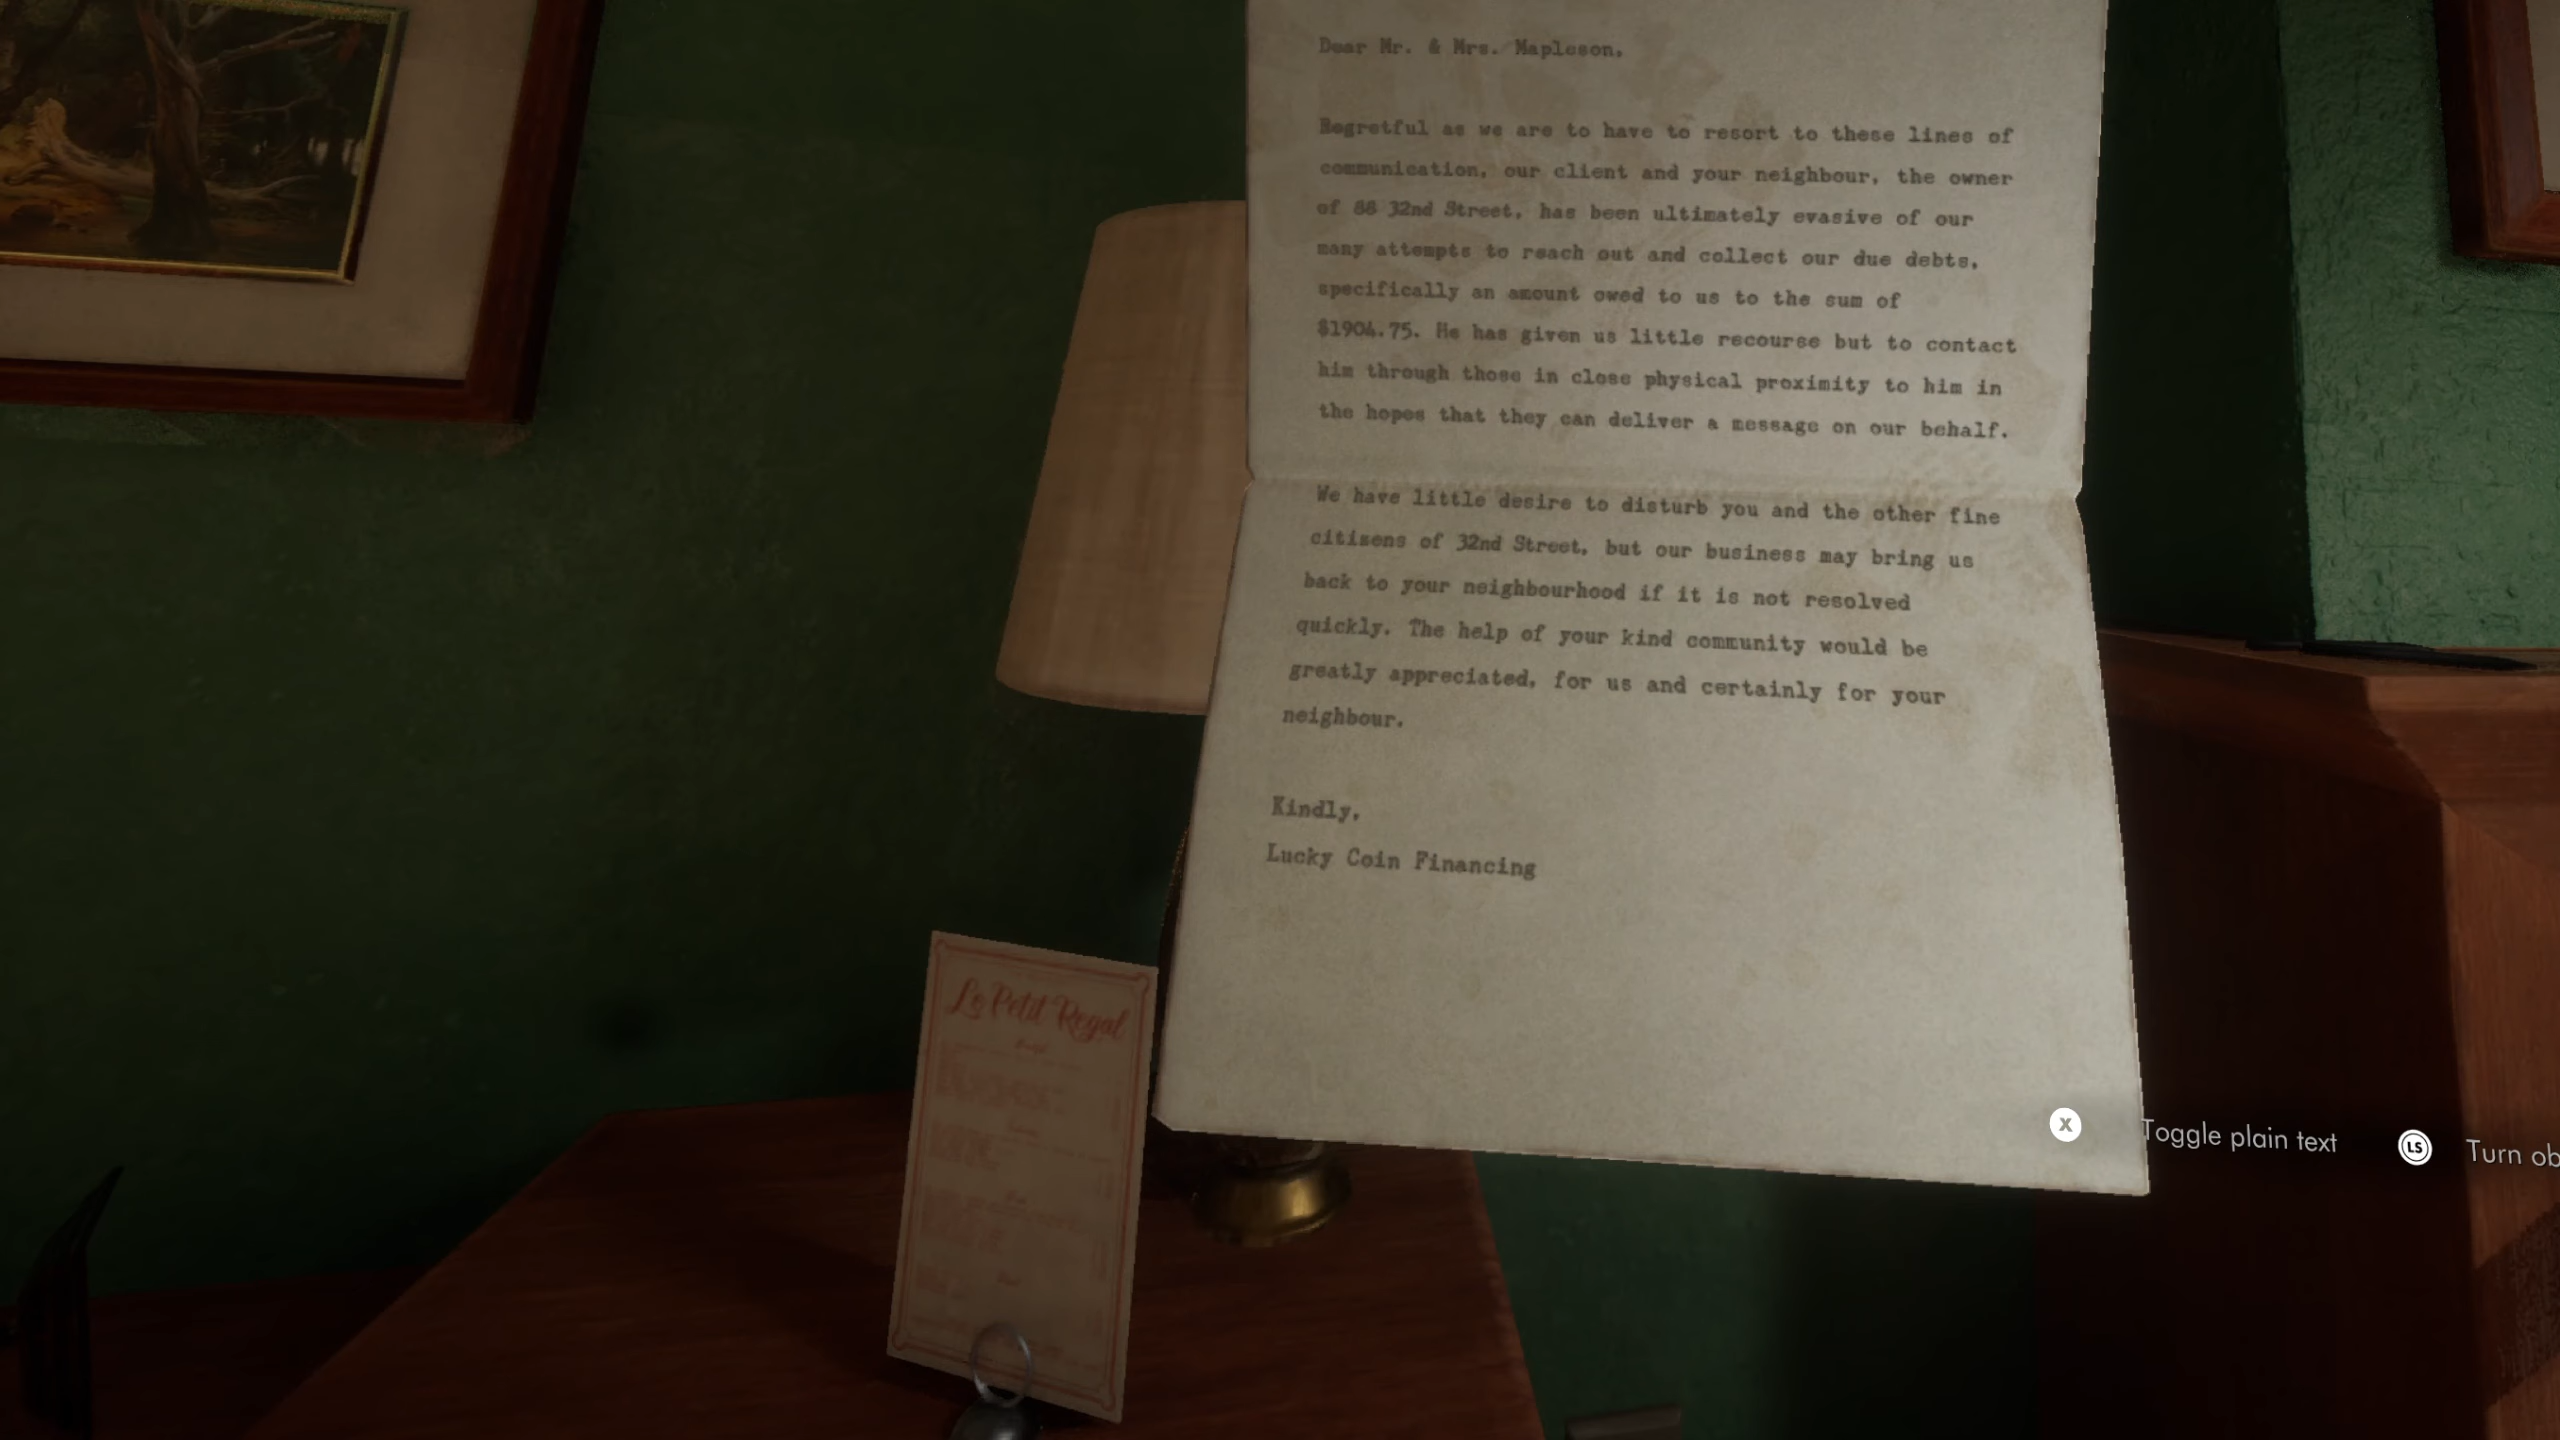 Dear Mr. & Mrs. Mapleson,
Regretful as we are to have to resort to these lines of
communication, our client and your neighbour, the owner
of 88 32nd Street, has been ultimately evasive of our
many attempts to reach out and collect our due debts,
specifically an amount owed to us to the sum of
$1904.75. He has given us little recourse but to contact
him through those in close physical proximity to him in
the hopes that they can deliver a message on our behalf.
We have little desire to disturb you and the other fine
citizens of 32nd Street, but our business may bring us
back to your neighbourhood if it is not resolved
quickly. The help of your kind community would be
greatly appreciated, for us and certainly for your
neighbour.
Kindly,
Lucky Coin Financing
Le Petit Regal
X Toggle plain text
LS Turn ob